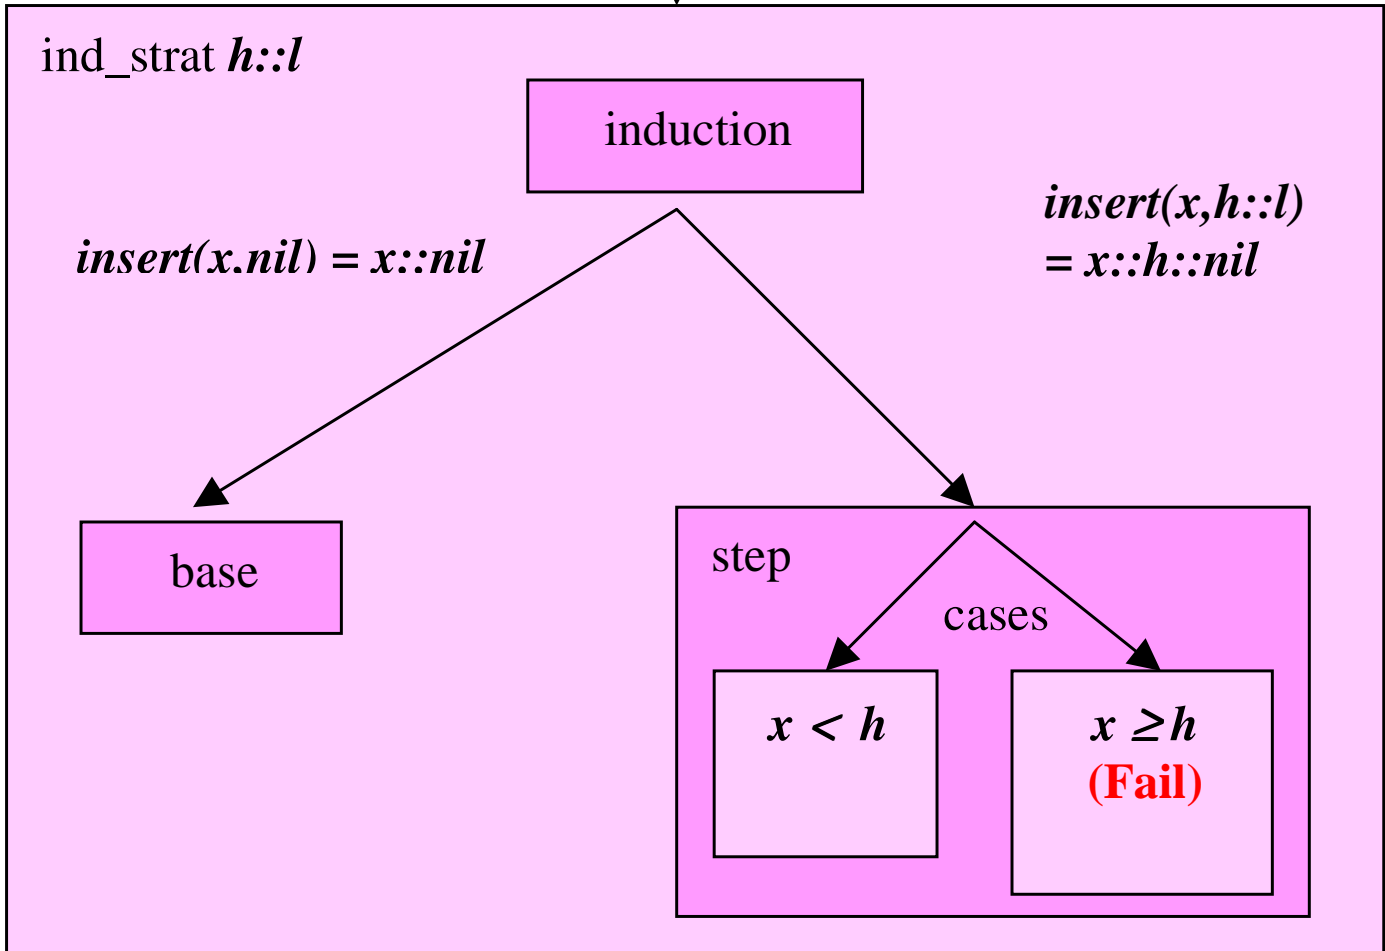 ind_strat h::l
induction
insert(x,h::l)
= x::h::nil
insert(x,nil) = x::nil
base
step
cases
x < h
x ≥ h
(Fail)